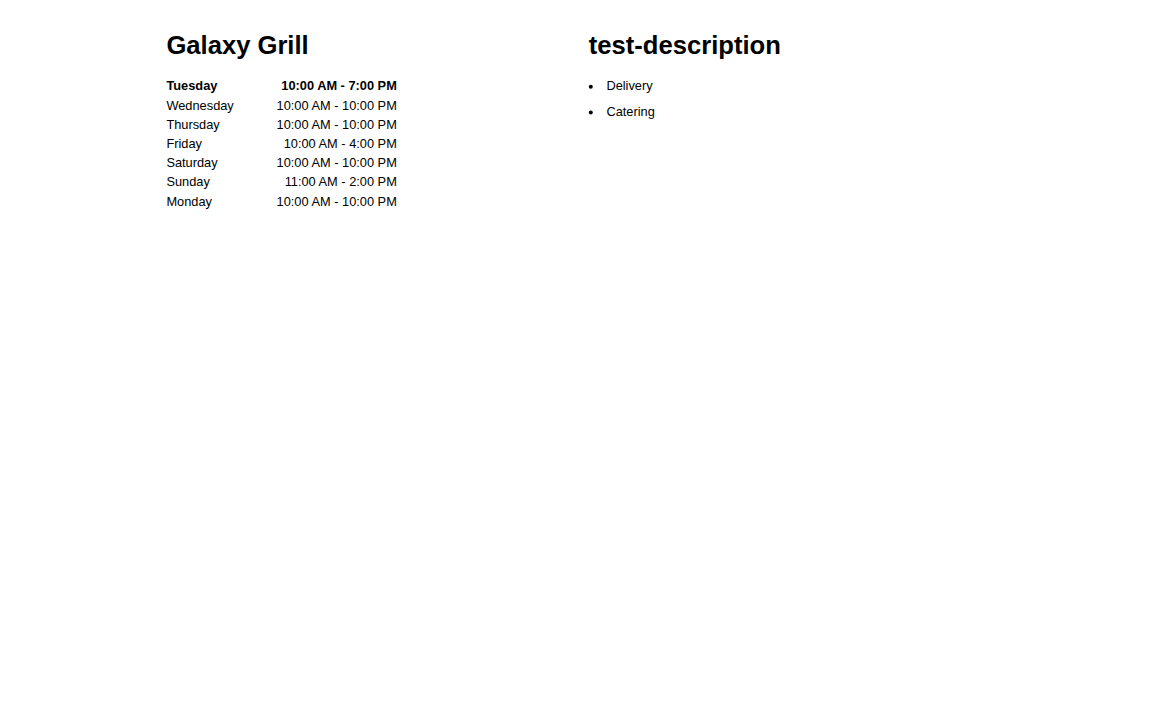 Galaxy Grill
Tuesday 10:00 AM - 7:00 PM
Wednesday 10:00 AM - 10:00 PM
Thursday 10:00 AM - 10:00 PM
Friday 10:00 AM - 4:00 PM
Saturday 10:00 AM - 10:00 PM
Sunday 11:00 AM - 2:00 PM
Monday 10:00 AM - 10:00 PM
test-description
• Delivery
• Catering